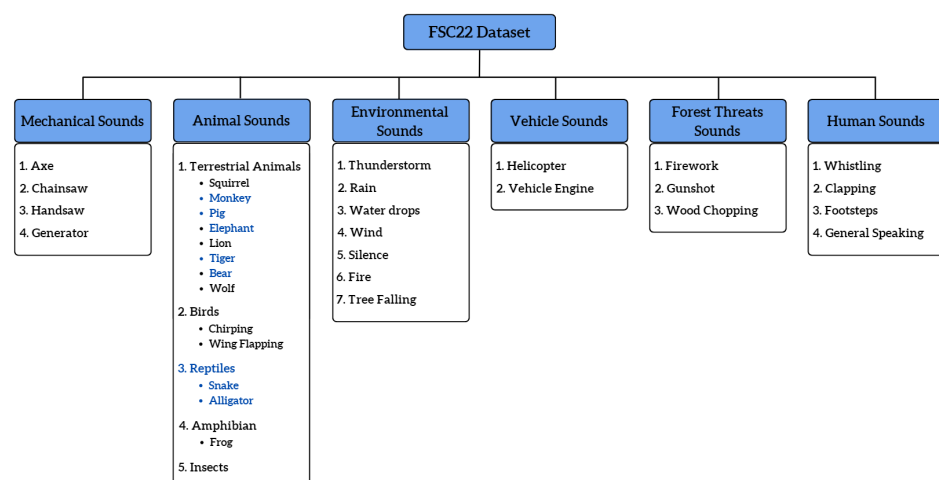 FSC22 Dataset
Mechanical Sounds
1. Axe
2. Chainsaw
3. Handsaw
4. Generator
Animal Sounds
1. Terrestrial Animals
• Squirrel
• Monkey
• Pig
• Elephant
• Lion
• Tiger
• Bear
• Wolf
2. Birds
• Chirping
• Wing Flapping
3. Reptiles
• Snake
• Alligator
4. Amphibian
• Frog
5. Insects
Environmental
Sounds
1. Thunderstorm
2. Rain
3. Water drops
4. Wind
5. Silence
6. Fire
7. Tree Falling
Vehicle Sounds
1. Helicopter
2. Vehicle Engine
Forest Threats
Sounds
1. Firework
2. Gunshot
3. Wood Chopping
Human Sounds
1. Whistling
2. Clapping
3. Footsteps
4. General Speaking